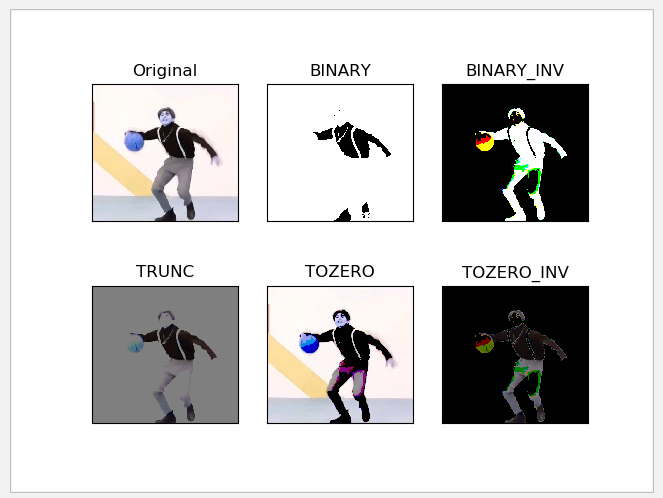 Original
BINARY
BINARY_INV
TRUNC
TOZERO
TOZERO_INV